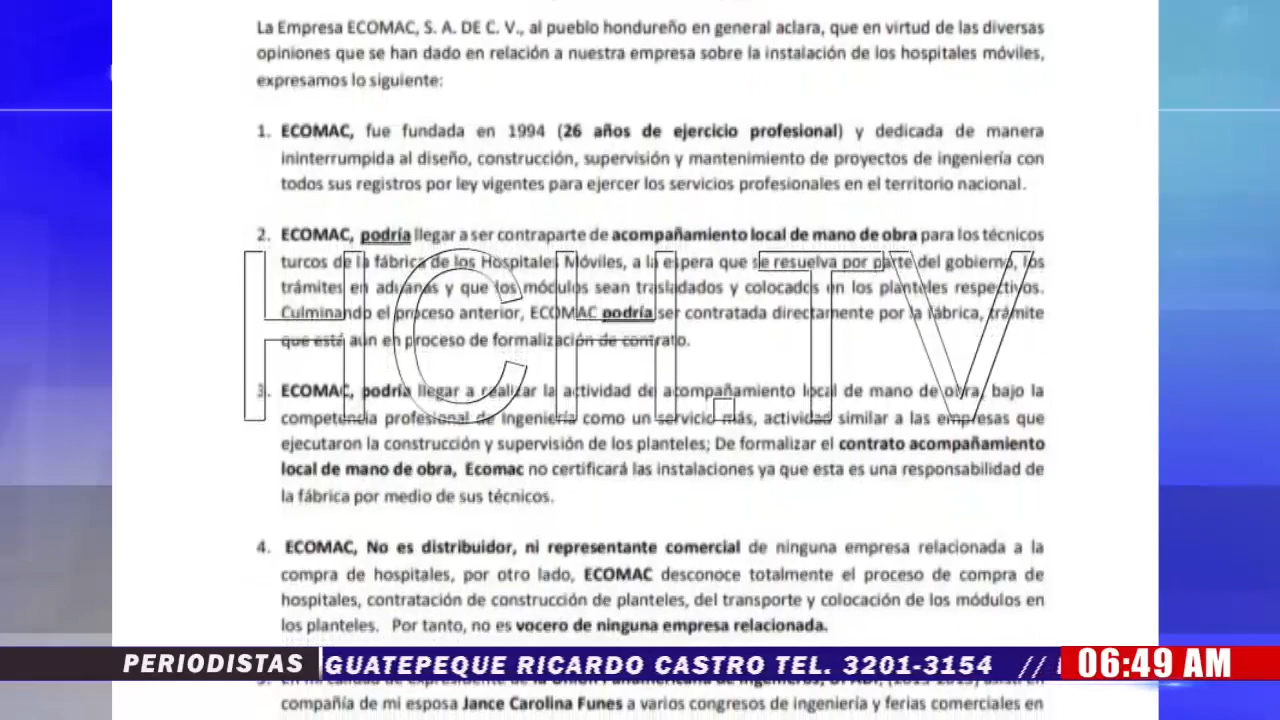 La Empresa ECOMAC, S. A. DE C. V., al pueblo hondureño en general aclara, que en virtud de las diversas
opiniones que se han dado en relación a nuestra empresa sobre la instalación de los hospitales móviles,
expresamos lo siguiente:
1. ECOMAC, fue fundada en 1994 (26 años de ejercicio profesional) y dedicada de manera
ininterrumpida al diseño, construcción, supervisión y mantenimiento de proyectos de ingeniería con
todos sus registros por ley vigentes para ejercer los servicios profesionales en el territorio nacional.
2. ECOMAC, podría llegar a ser contraparte de acompañamiento local de mano de obra para los técnicos
turcos de la fábrica de los Hospitales Móviles, a la espera que se resuelva por parte del gobierno, los
trámites en aduanas y que los módulos sean trasladados y colocados en los planteles respectivos.
Culminando el proceso anterior, ECOMAC podría ser contratada directamente por la fábrica, trámite
que está aún en proceso de formalización de contrato.
HCH.TV
3. ECOMAC, podría llegar a realizar la actividad de acompañamiento local de mano de obra, bajo la
competencia profesional de Ingeniería como un servicio más, actividad similar a las empresas que
ejecutaron la construcción y supervisión de los planteles; De formalizar el contrato acompañamiento
local de mano de obra, Ecomac no certificará las instalaciones ya que esta es una responsabilidad de
la fábrica por medio de sus técnicos.
4. ECOMAC, No es distribuidor, ni representante comercial de ninguna empresa relacionada a la
compra de hospitales, por otro lado, ECOMAC desconoce totalmente el proceso de compra de
hospitales, contratación de construcción de planteles, del transporte y colocación de los módulos en
los planteles. Por tanto, no es vocero de ninguna empresa relacionada.
PERIODISTAS GUATEPEQUE RICARDO CASTRO TEL. 3201-3154 // 06:49 AM
compañía de mi esposa Jance Carolina Funes a varios congresos de ingeniería y ferias comerciales en